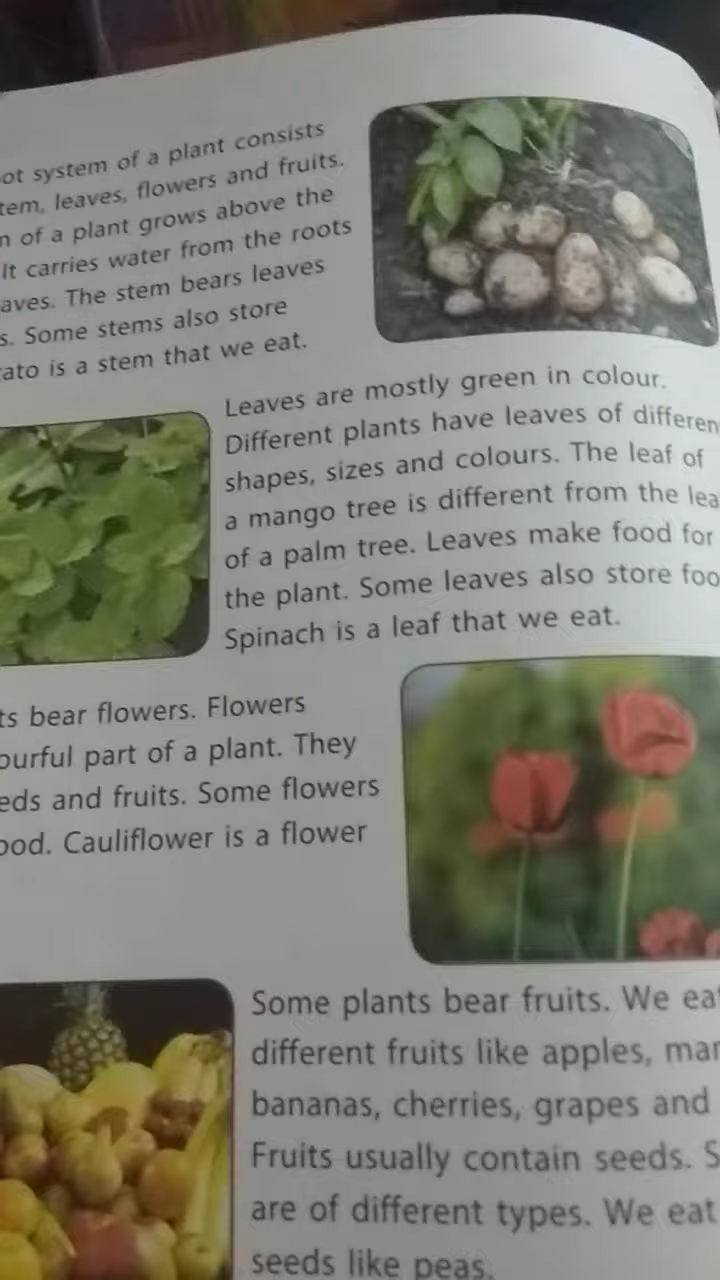 ot system of a plant consists
tem, leaves, flowers and fruits.
n of a plant grows above the
It carries water from the roots
aves. The stem bears leaves
s. Some stems also store
ato is a stem that we eat.
Leaves are mostly green in colour.
Different plants have leaves of differen
shapes, sizes and colours. The leaf of
a mango tree is different from the lea
of a palm tree. Leaves make food for
the plant. Some leaves also store foo
Spinach is a leaf that we eat.
ts bear flowers. Flowers
ourful part of a plant. They
eds and fruits. Some flowers
ood. Cauliflower is a flower
Some plants bear fruits. We eat
different fruits like apples, man
bananas, cherries, grapes and
Fruits usually contain seeds. S
are of different types. We eat
seeds like peas.